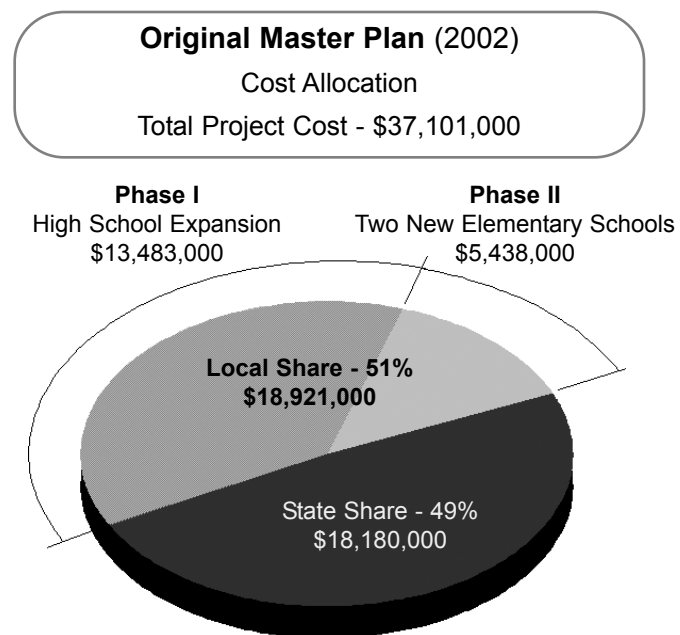 Original Master Plan (2002)
Cost Allocation
Total Project Cost - $37,101,000
Phase I
High School Expansion
$13,483,000
Phase II
Two New Elementary Schools
$5,438,000
Local Share - 51%
$18,921,000
State Share - 49%
$18,180,000